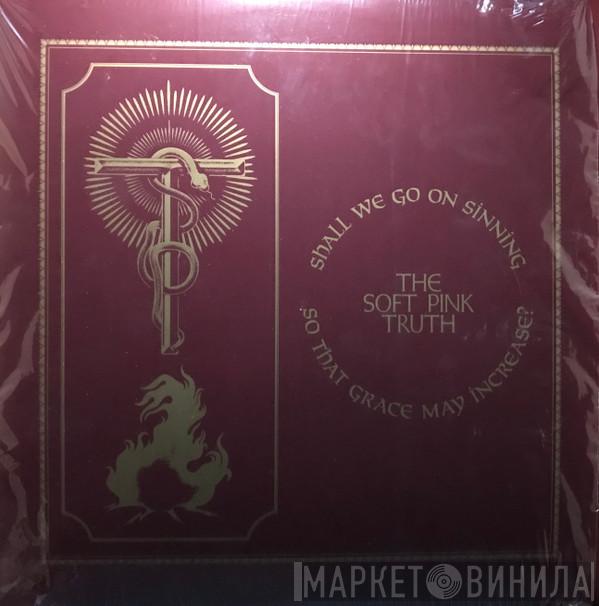 SHALL WE GO ON SINNING
THE
SOFT PINK
TRUTH
SO THAT GRACE MAY INCREASE?
МАРКЕТ ВИНИЛА